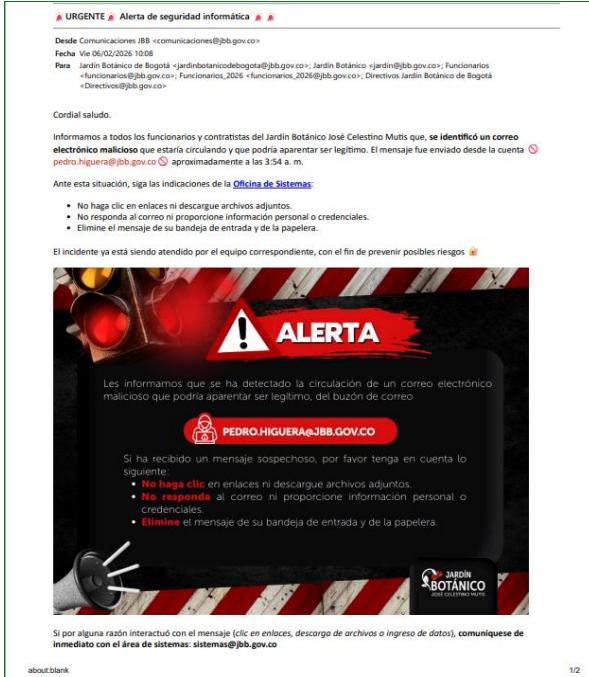 URGENTE Alerta de seguridad informática
Desde Comunicaciones JBB <comunicaciones@jbb.gov.co>
Fecha Vie 06/02/2026 10:08
Para Jardín Botánico de Bogotá <jardinbotanicodebogota@jbb.gov.co>; Jardín Botánico <jardin@jbb.gov.co>; Funcionarios
<funcionarios@jbb.gov.co>; Funcionarios_2026 <funcionarios_2026@jbb.gov.co>; Directivos Jardín Botánico de Bogotá
<Directivos@jbb.gov.co>
Cordial saludo.
Informamos a todos los funcionarios y contratistas del Jardín Botánico José Celestino Mutis que, se identificó un correo
electrónico malicioso que estaría circulando y que podría aparentar ser legítimo. El mensaje fue enviado desde la cuenta
pedro.higuera@jbb.gov.co aproximadamente a las 3:54 a. m.
Ante esta situación, siga las indicaciones de la Oficina de Sistemas:
• No haga clic en enlaces ni descargue archivos adjuntos.
• No responda al correo ni proporcione información personal o credenciales.
• Elimine el mensaje de su bandeja de entrada y de la papelera.
El incidente ya está siendo atendido por el equipo correspondiente, con el fin de prevenir posibles riesgos
ALERTA
Les informamos que se ha detectado la circulación de un correo electrónico
malicioso que podría aparentar ser legítimo, del buzón de correo
PEDRO.HIGUERA@JBB.GOV.CO
Si ha recibido un mensaje sospechoso, por favor tenga en cuenta lo
siguiente:
• No haga clic en enlaces ni descargue archivos adjuntos.
• No responda al correo ni proporcione información personal o
credenciales.
• Elimine el mensaje de su bandeja de entrada y de la papelera.
JARDÍN
BOTÁNICO
JOSÉ CELESTINO MUTIS
Si por alguna razón interactuó con el mensaje (clic en enlaces, descarga de archivos o ingreso de datos), comuníquese de
inmediato con el área de sistemas: sistemas@jbb.gov.co
about:blank
1/2